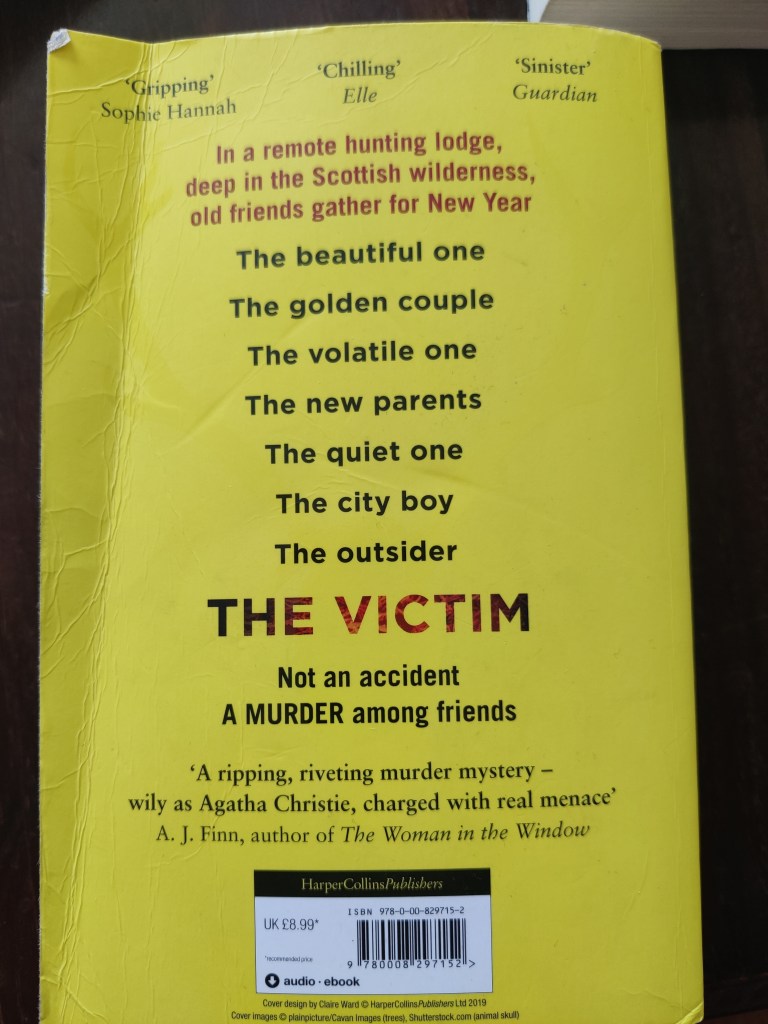 ‘Gripping’
Sophie Hannah
‘Chilling’
Elle
‘Sinister’
Guardian
In a remote hunting lodge,
deep in the Scottish wilderness,
old friends gather for New Year
The beautiful one
The golden couple
The volatile one
The new parents
The quiet one
The city boy
The outsider
THE VICTIM
Not an accident
A MURDER among friends
‘A ripping, riveting murder mystery –
wily as Agatha Christie, charged with real menace’
A. J. Finn, author of The Woman in the Window
HarperCollinsPublishers
ISBN 978-0-00-829715-2
UK £8.99*
*recommended price
9 780008 297152 >
audio · ebook
Cover design by Claire Ward © HarperCollinsPublishers Ltd 2019
Cover images © plainpicture/Cavan Images (trees), Shutterstock.com (animal skull)